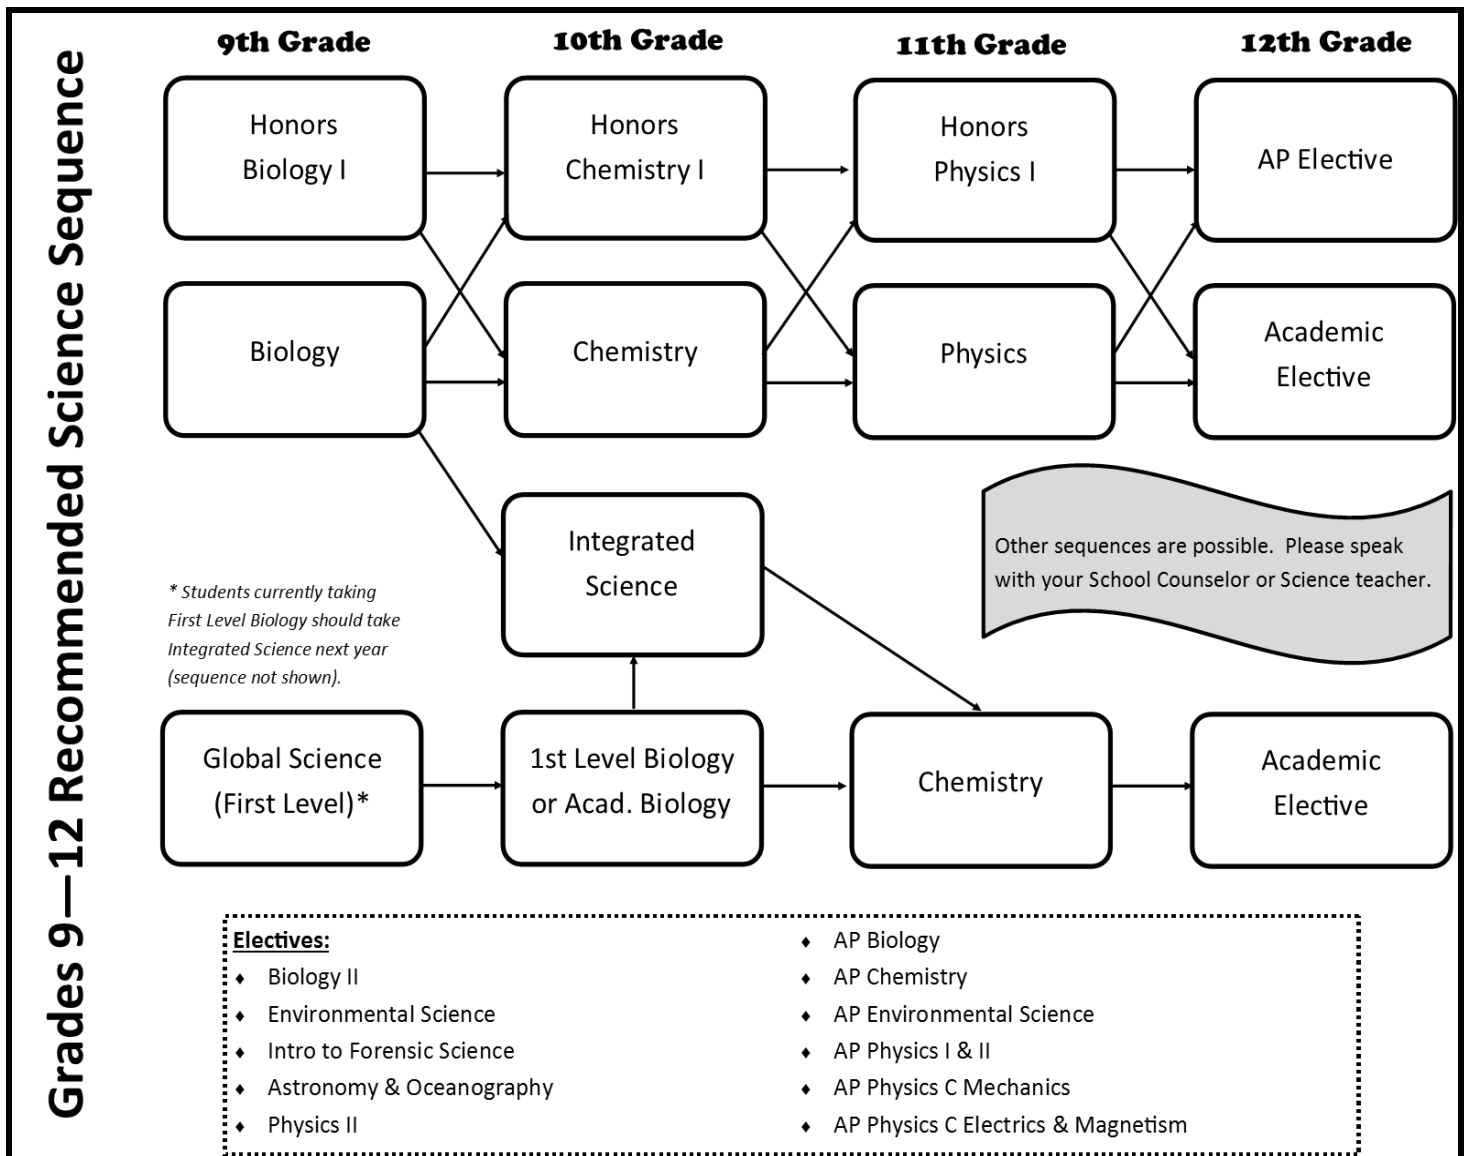 Grades 9—12 Recommended Science Sequence
9th Grade
10th Grade
11th Grade
12th Grade
Honors
Biology I
Honors
Chemistry I
Honors
Physics I
AP Elective
Biology
Chemistry
Physics
Academic
Elective
Integrated
Science
Other sequences are possible.  Please speak
with your School Counselor or Science teacher.
* Students currently taking
First Level Biology should take
Integrated Science next year
(sequence not shown).
Global Science
(First Level)*
1st Level Biology
or Acad. Biology
Chemistry
Academic
Elective
Electives:
♦ Biology II
♦ Environmental Science
♦ Intro to Forensic Science
♦ Astronomy & Oceanography
♦ Physics II
♦ AP Biology
♦ AP Chemistry
♦ AP Environmental Science
♦ AP Physics I & II
♦ AP Physics C Mechanics
♦ AP Physics C Electrics & Magnetism